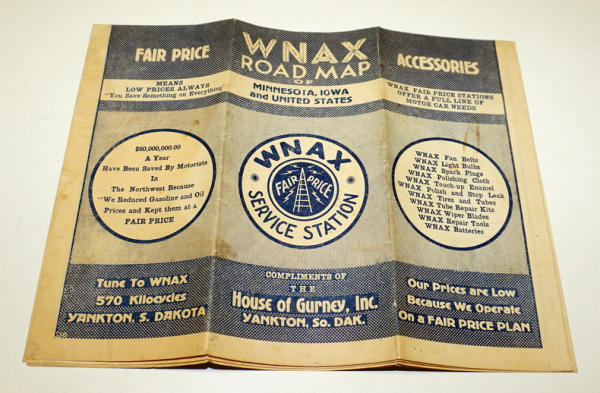 FAIR PRICE
MEANS
LOW PRICES ALWAYS
"You Save Something on Everything"
$60,000,000.00
A Year
Have Been Saved By Motorists
In
The Northwest Because
"We Reduced Gasoline and Oil
Prices and Kept them at a
FAIR PRICE
Tune To WNAX
570 Kilocycles
YANKTON, S. DAKOTA
WNAX
ROAD MAP
OF
MINNESOTA, IOWA
and UNITED STATES
WNAX
FAIR PRICE
SERVICE STATION
COMPLIMENTS OF
THE
House of Gurney, Inc.
YANKTON, So. DAK.
ACCESSORIES
WNAX FAIR PRICE STATIONS
OFFER A FULL LINE OF
MOTOR CAR NEEDS
WNAX Fan Belts
WNAX Light Bulbs
WNAX Spark Plugs
WNAX Polishing Cloth
WNAX Touch-up Enamel
WNAX Polish and Stop Leak
WNAX Tires and Tubes
WNAX Tube Repair Kits
WNAX Wiper Blades
WNAX Repair Tools
WNAX Batteries
Our Prices are Low
Because We Operate
On a FAIR PRICE PLAN